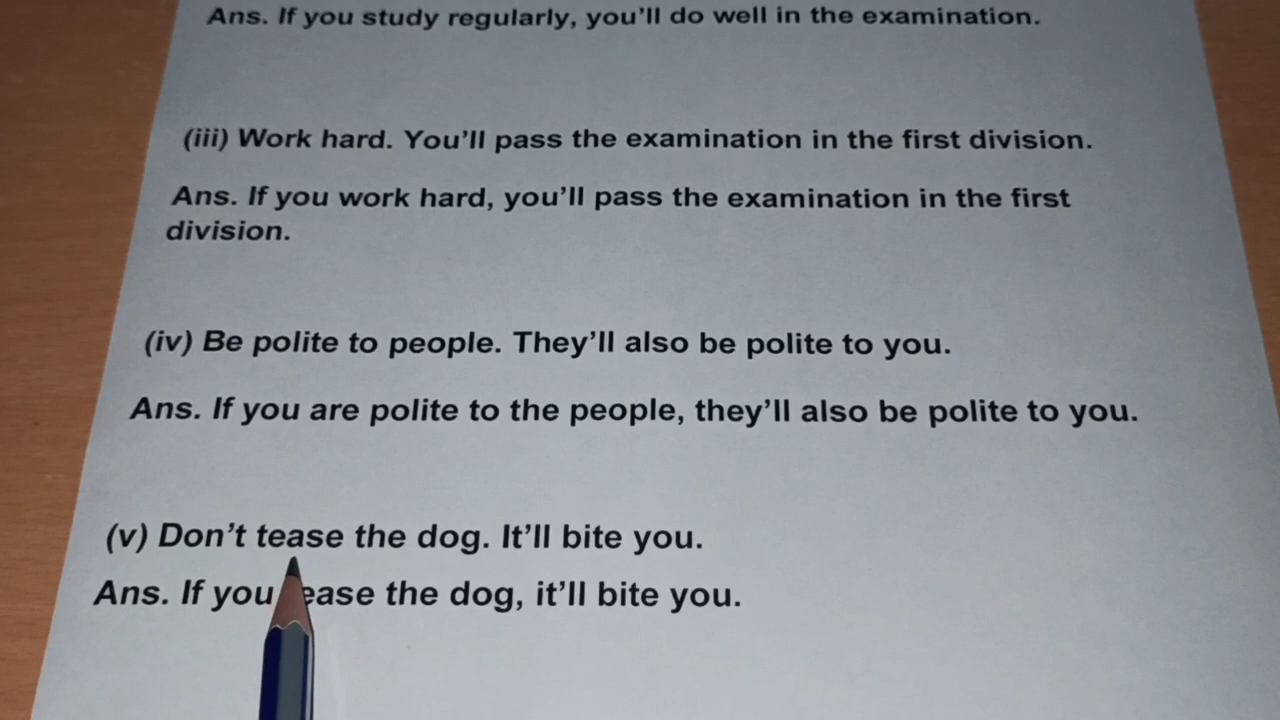 Ans. If you study regularly, you'll do well in the examination.
(iii) Work hard. You'll pass the examination in the first division.
Ans. If you work hard, you'll pass the examination in the first
division.
(iv) Be polite to people. They'll also be polite to you.
Ans. If you are polite to the people, they'll also be polite to you.
(v) Don't tease the dog. It'll bite you.
Ans. If you tease the dog, it'll bite you.